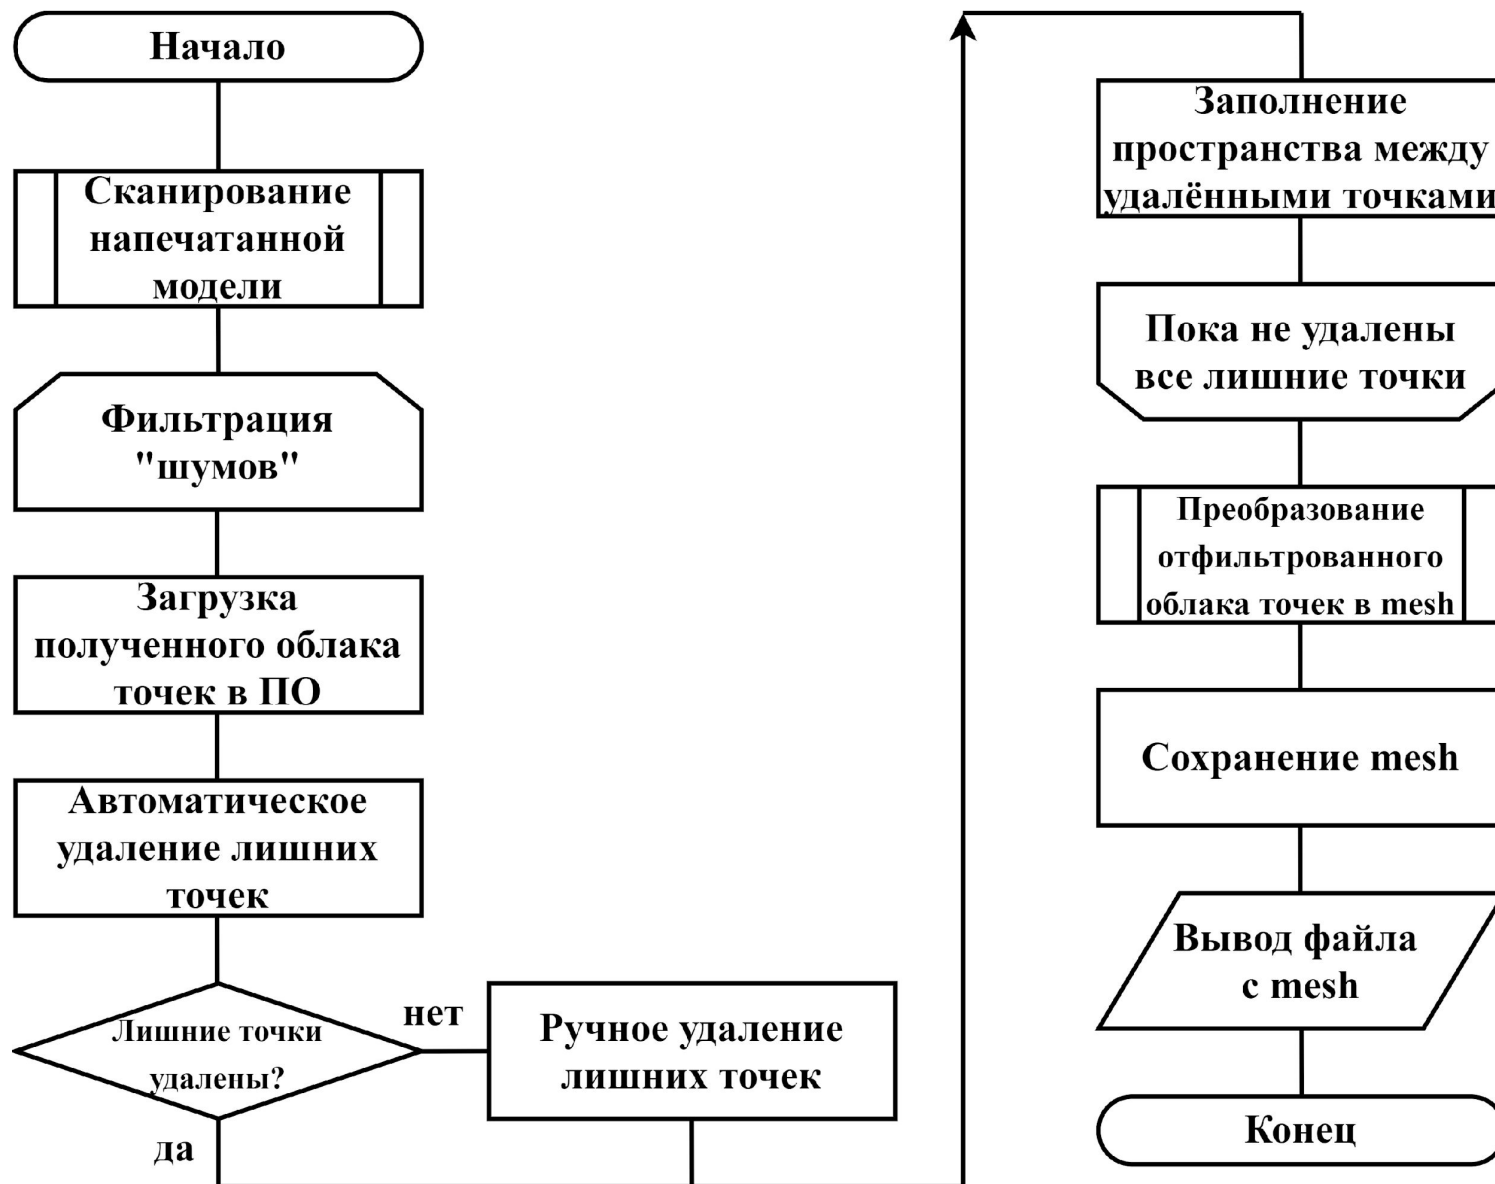 Начало
Сканирование
напечатанной
модели
Фильтрация
"шумов"
Загрузка
полученного облака
точек в ПО
Автоматическое
удаление лишних
точек
Лишние точки
удалены?
нет
да
Ручное удаление
лишних точек
Заполнение
пространства между
удалёнными точками
Пока не удалены
все лишние точки
Преобразование
отфильтрованного
облака точек в mesh
Сохранение mesh
Вывод файла
с mesh
Конец